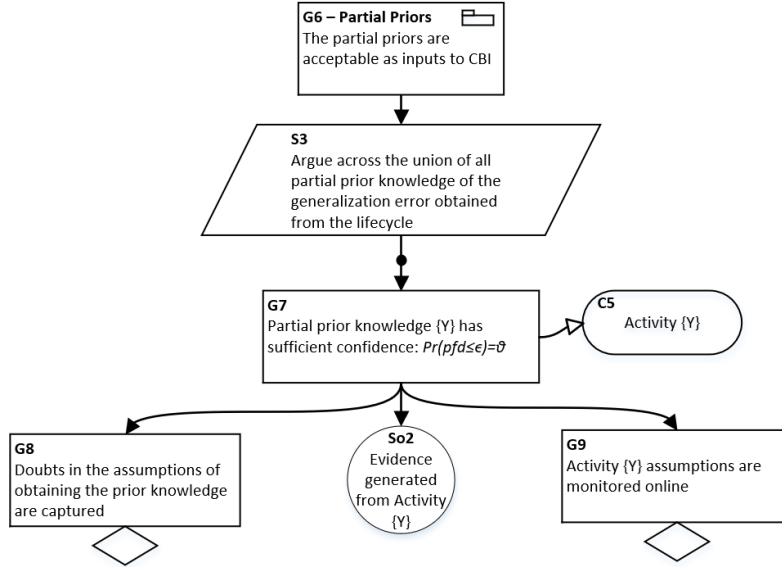 G6 – Partial Priors
The partial priors are
acceptable as inputs to CBI
S3
Argue across the union of all
partial prior knowledge of the
generalization error obtained
from the lifecycle
G7
Partial prior knowledge {Y} has
sufficient confidence: Pr(pfd≤ϵ)=ϑ
C5
Activity {Y}
G8
Doubts in the assumptions of
obtaining the prior knowledge
are captured
So2
Evidence
generated
from Activity
{Y}
G9
Activity {Y} assumptions are
monitored online